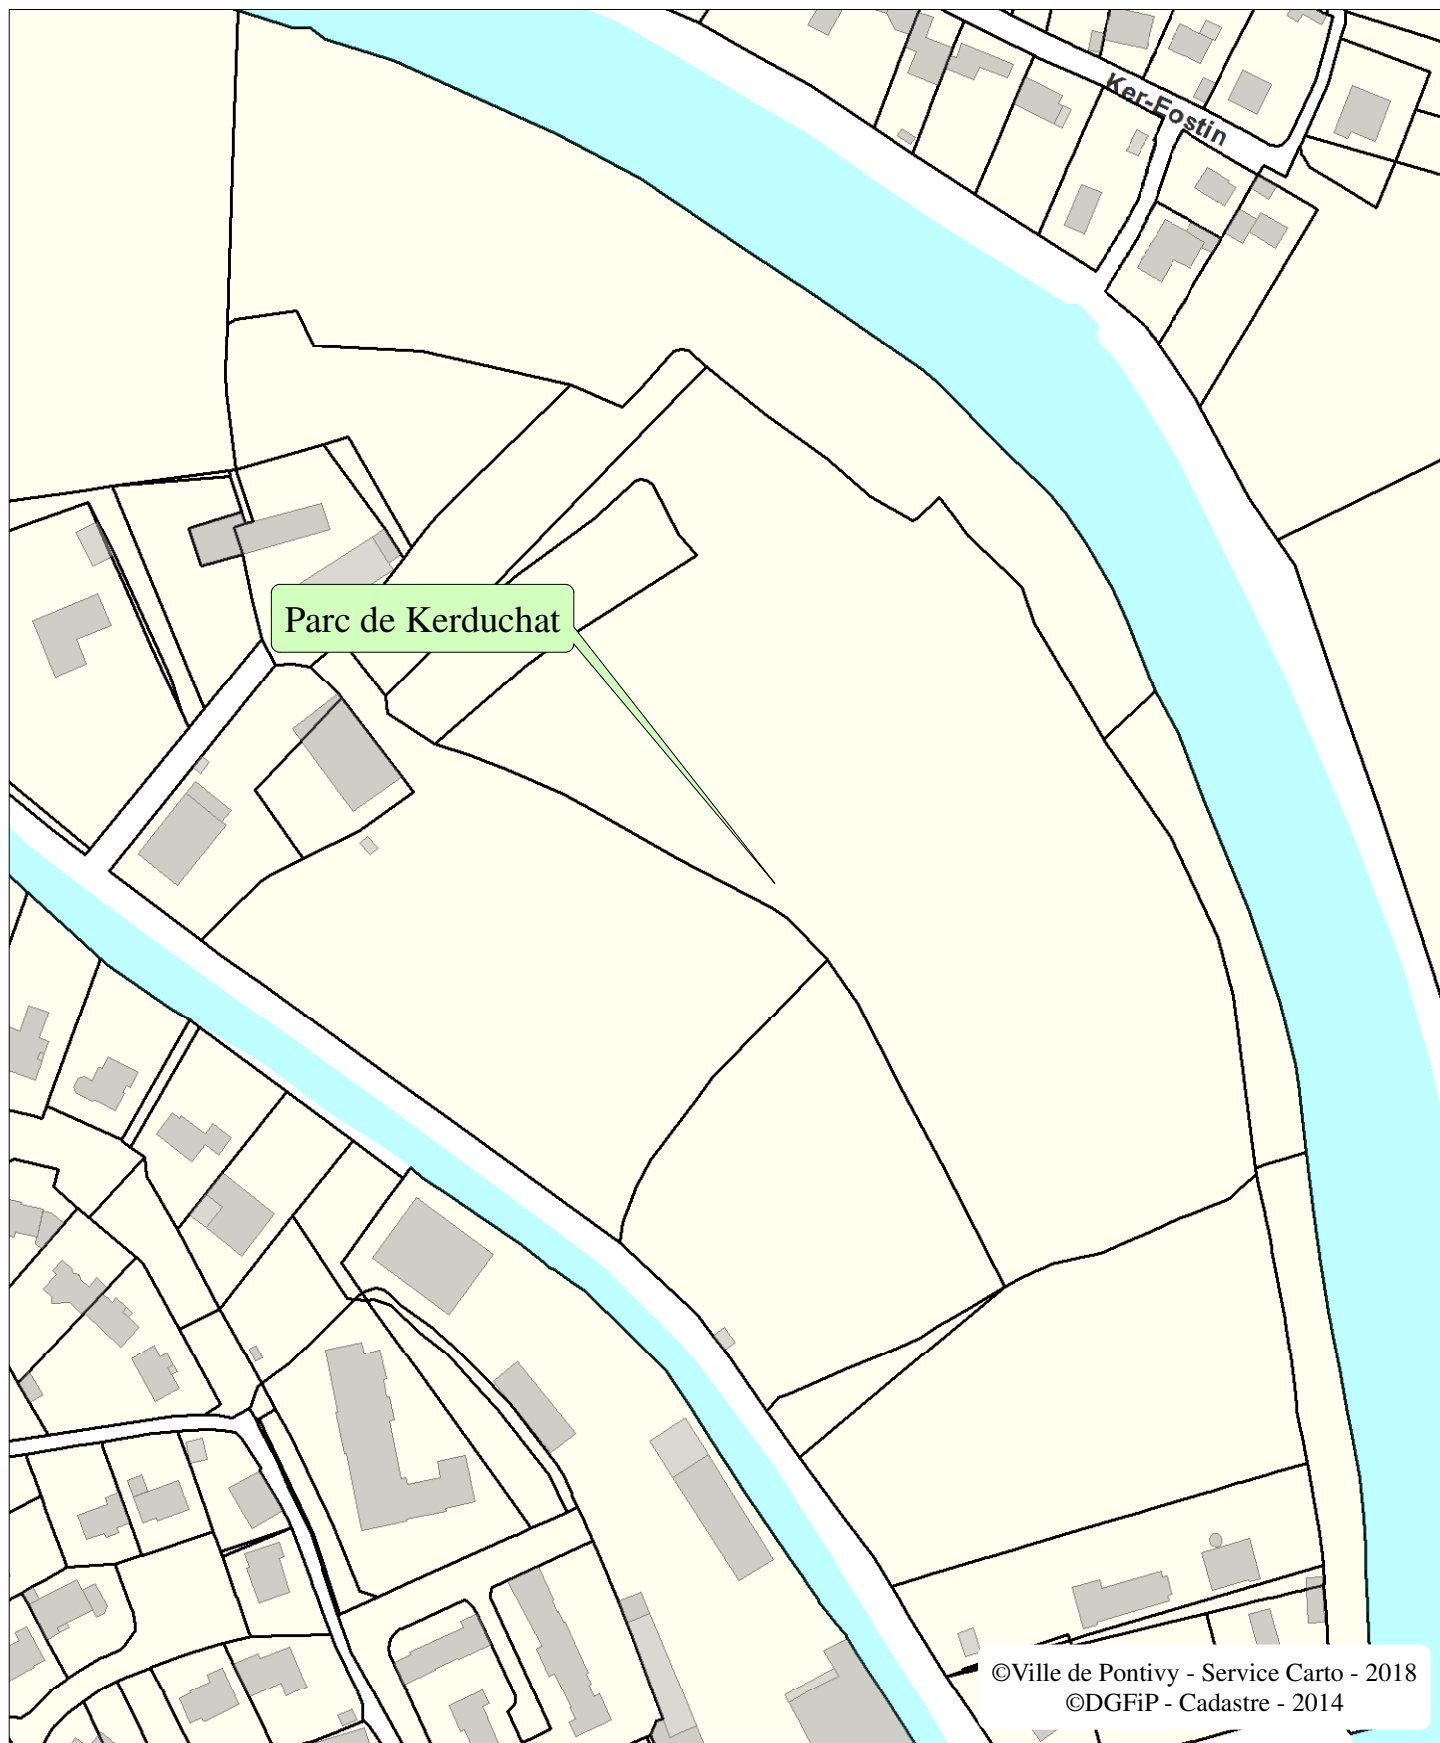 Ker-Fostin
Parc de Kerduchat
©Ville de Pontivy - Service Carto - 2018
©DGFiP - Cadastre - 2014